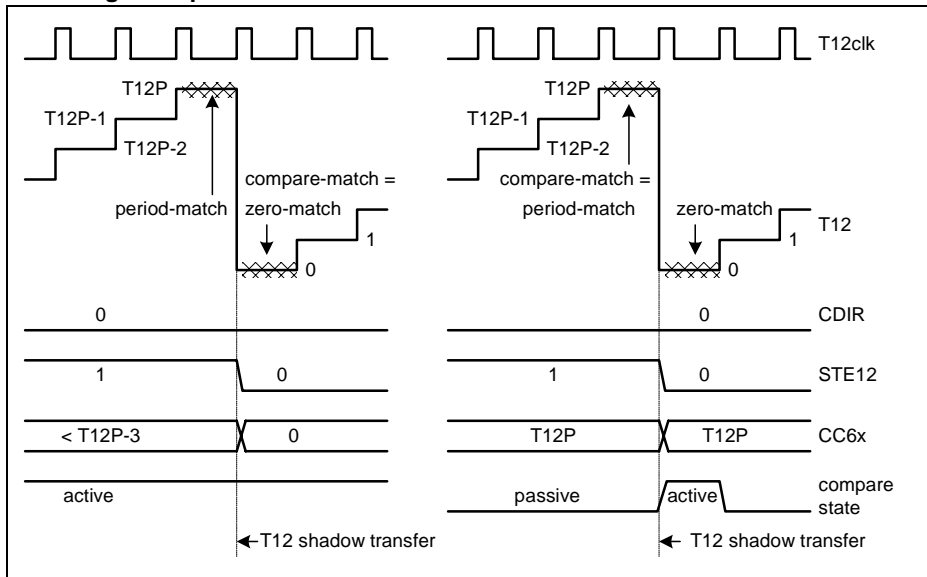 T12clk
T12P
T12P
T12P-1
T12P-1
T12P-2
T12P-2
compare-match =
compare-match =
period-match
zero-match
period-match
zero-match
T12
1
1
0
0
0
0
CDIR
1
0
1
0
STE12
< T12P-3
0
T12P
T12P
CC6x
active
passive
active
compare
state
T12 shadow transfer
T12 shadow transfer